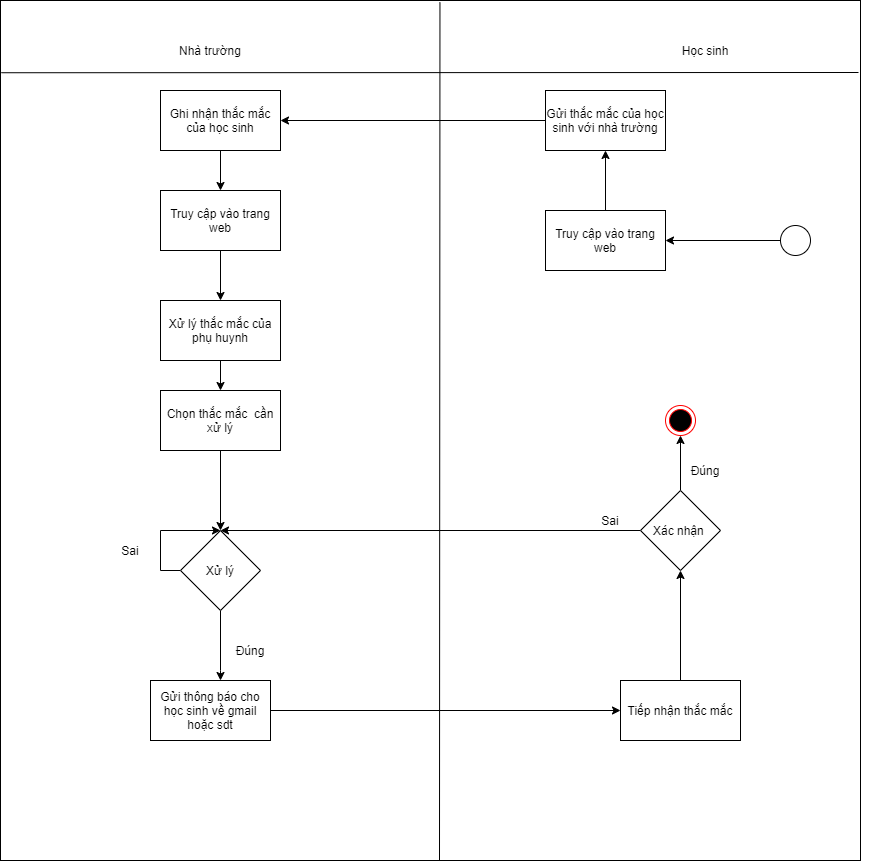 Nhà trường
Học sinh
Ghi nhận thắc mắc
của học sinh
Gửi thắc mắc của học
sinh với nhà trường
Truy cập vào trang
web
Truy cập vào trang
web
Xử lý thắc mắc của
phụ huynh
Chọn thắc mắc  cần
xử lý
Đúng
Sai
Xác nhận
Sai
Xử lý
Đúng
Gửi thông báo cho
học sinh về gmail
hoặc sdt
Tiếp nhận thắc mắc